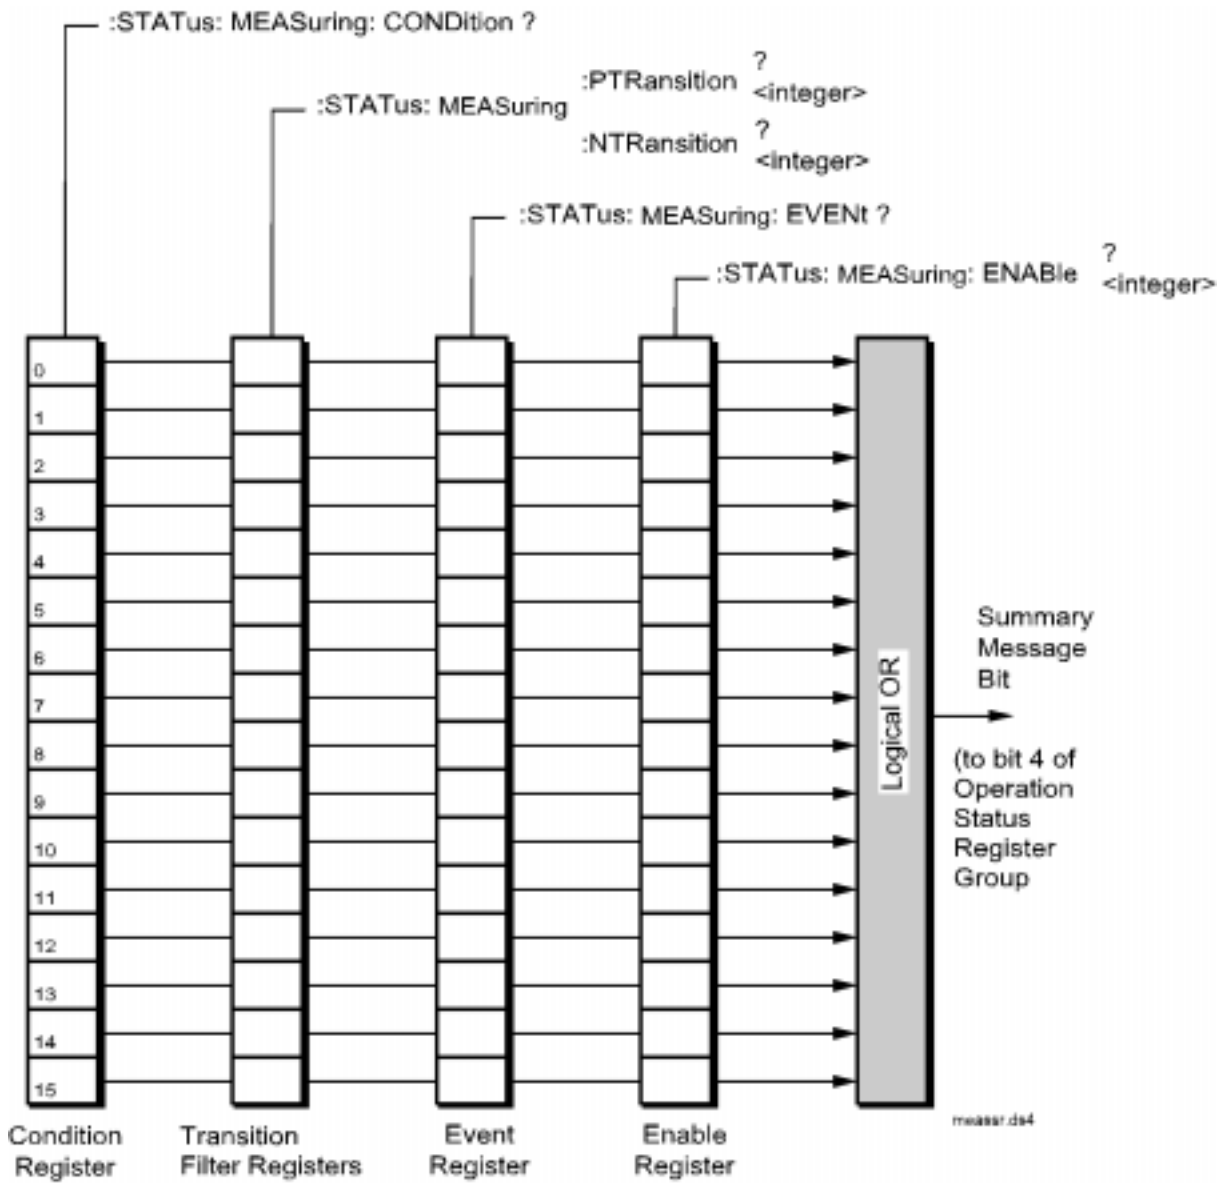 :STATus: MEASuring: CONDition ?
:STATus: MEASuring
:PTRansition
?
<integer>
:NTRansition
?
<integer>
:STATus: MEASuring: EVENt ?
:STATus: MEASuring: ENABle
?
<integer>
0
1
2
3
4
5
6
7
8
9
10
11
12
13
14
15
Logical OR
Summary
Message
Bit
(to bit 4 of
Operation
Status
Register
Group
measr.ds4
Condition
Register
Transition
Filter Registers
Event
Register
Enable
Register